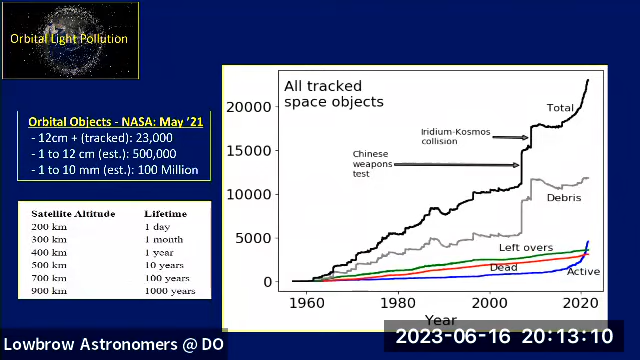 Orbital Light Pollution
Orbital Objects - NASA: May '21
- 12cm + (tracked): 23,000
- 1 to 12 cm (est.): 500,000
- 1 to 10 mm (est.): 100 Million
Satellite Altitude Lifetime
200 km 1 day
300 km 1 month
400 km 1 year
500 km 10 years
700 km 100 years
900 km 1000 years
All tracked
space objects
Total
Iridium-Kosmos
collision
Chinese
weapons
test
Debris
Left overs
Dead
Active
20000
15000
10000
5000
0
1960 1980 2000 2020
Year
Lowbrow Astronomers @ DO
2023-06-16 20:13:10